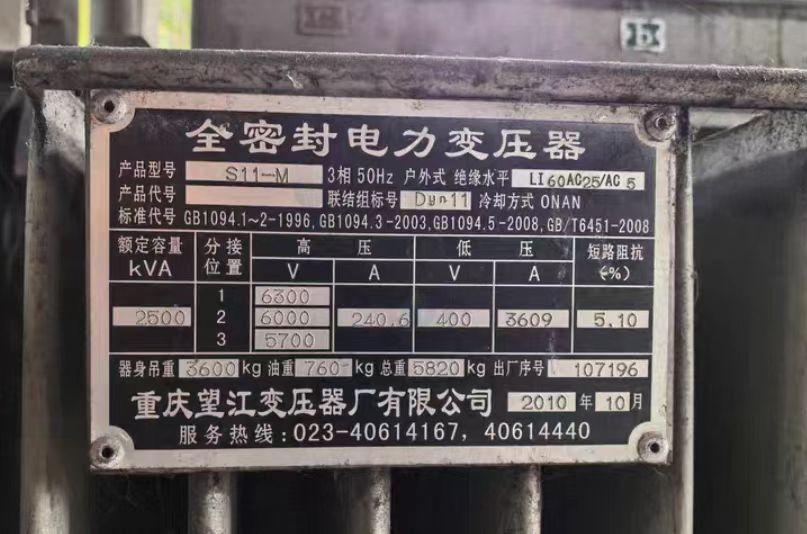 全密封电力变压器
产品型号 S11-M 3相 50Hz 户外式 绝缘水平 LI60AC25/AC 5
产品代号 联结组标号 Dyn11 冷却方式 ONAN
标准代号 GB1094.1~2-1996,GB1094.3-2003,GB1094.5-2008,GB/T6451-2008
额定容量 kVA 分接位置 高压 低压 短路阻抗 (-%)
V A V A
1 6300
2500 2 6000 240.6 400 3609 5.10
3 5700
器身吊重 3600 kg 油重 760 kg 总重 5820 kg 出厂序号 107196
重庆望江变压器厂有限公司 2010 年 10 月
服务热线:023-40614167, 40614440